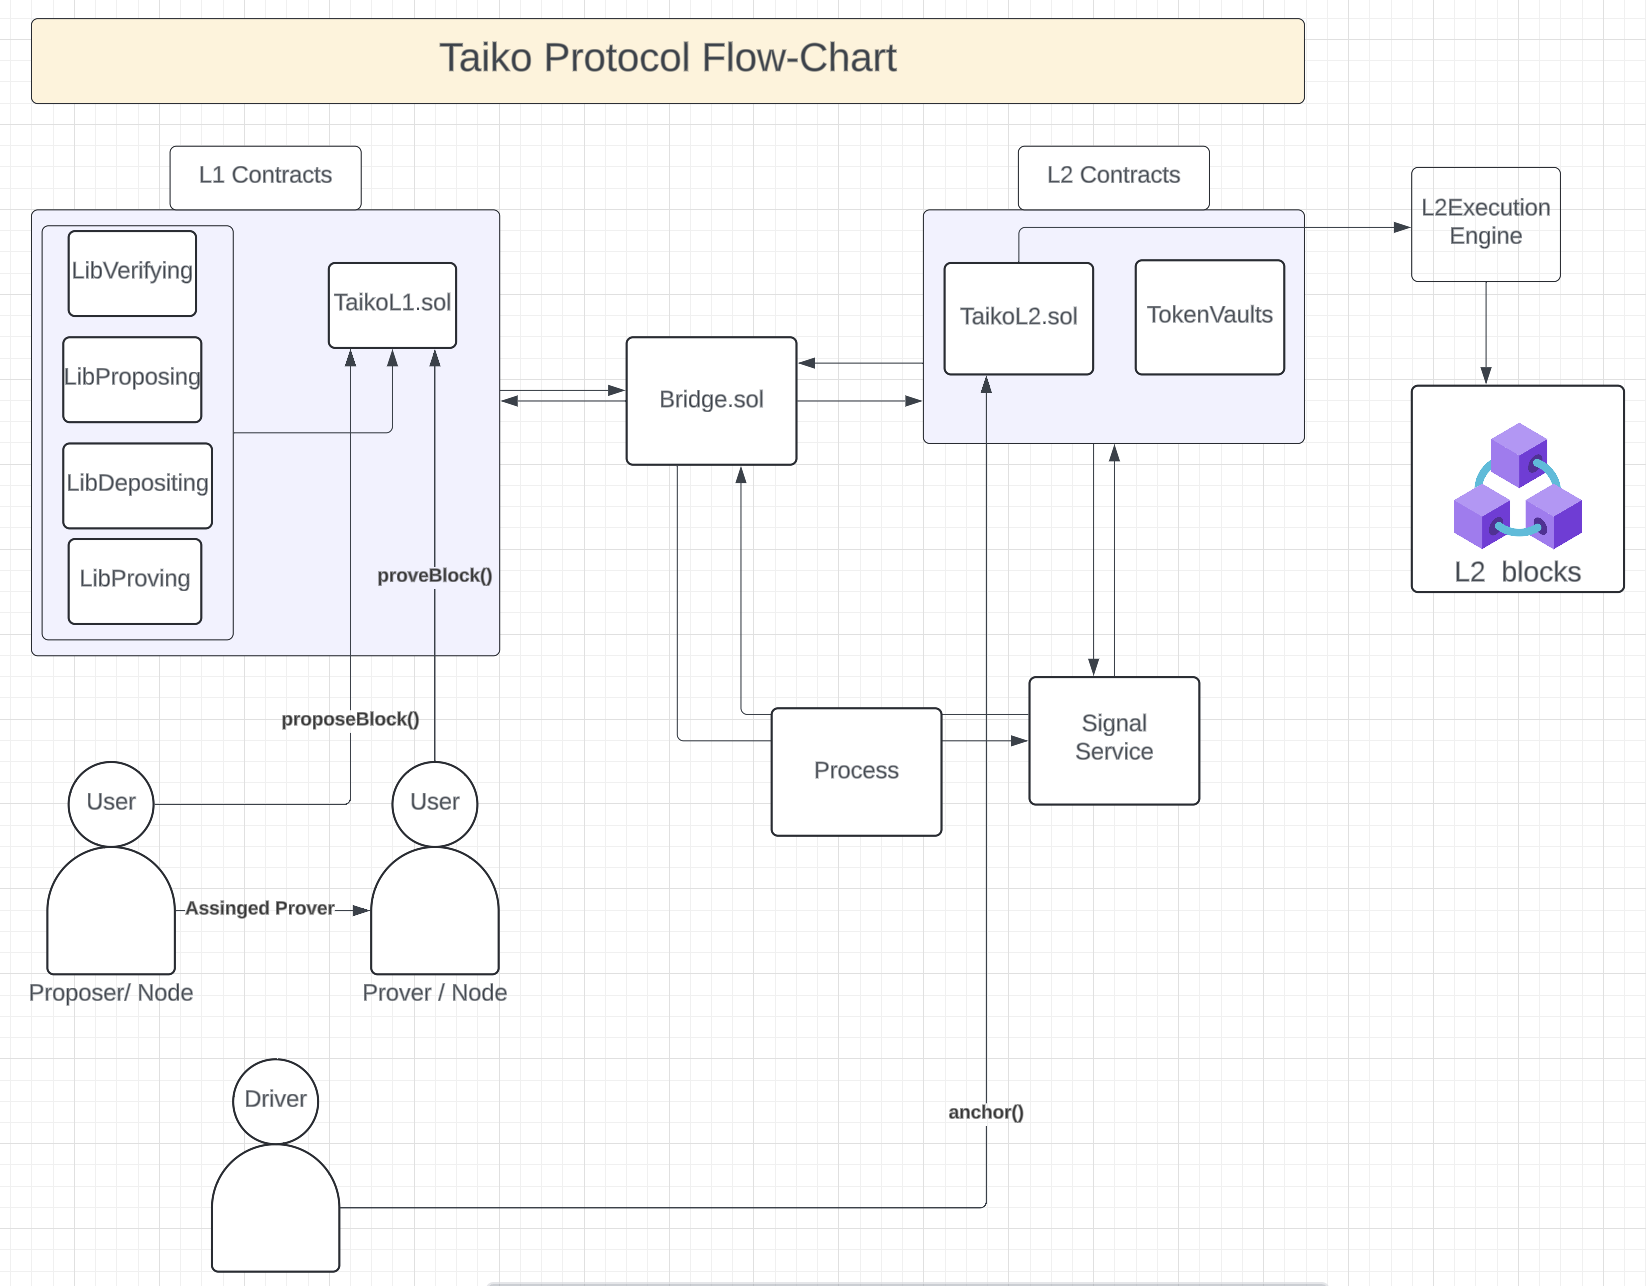 Taiko Protocol Flow-Chart
L1 Contracts
L2 Contracts
L2Execution
Engine
LibVerifying
TaikoL1.sol
TaikoL2.sol
TokenVaults
LibProposing
Bridge.sol
LibDepositing
LibProving
proveBlock()
L2 blocks
proposeBlock()
Signal
Service
Process
User
User
Assinged Prover
Proposer/ Node
Prover / Node
Driver
anchor()